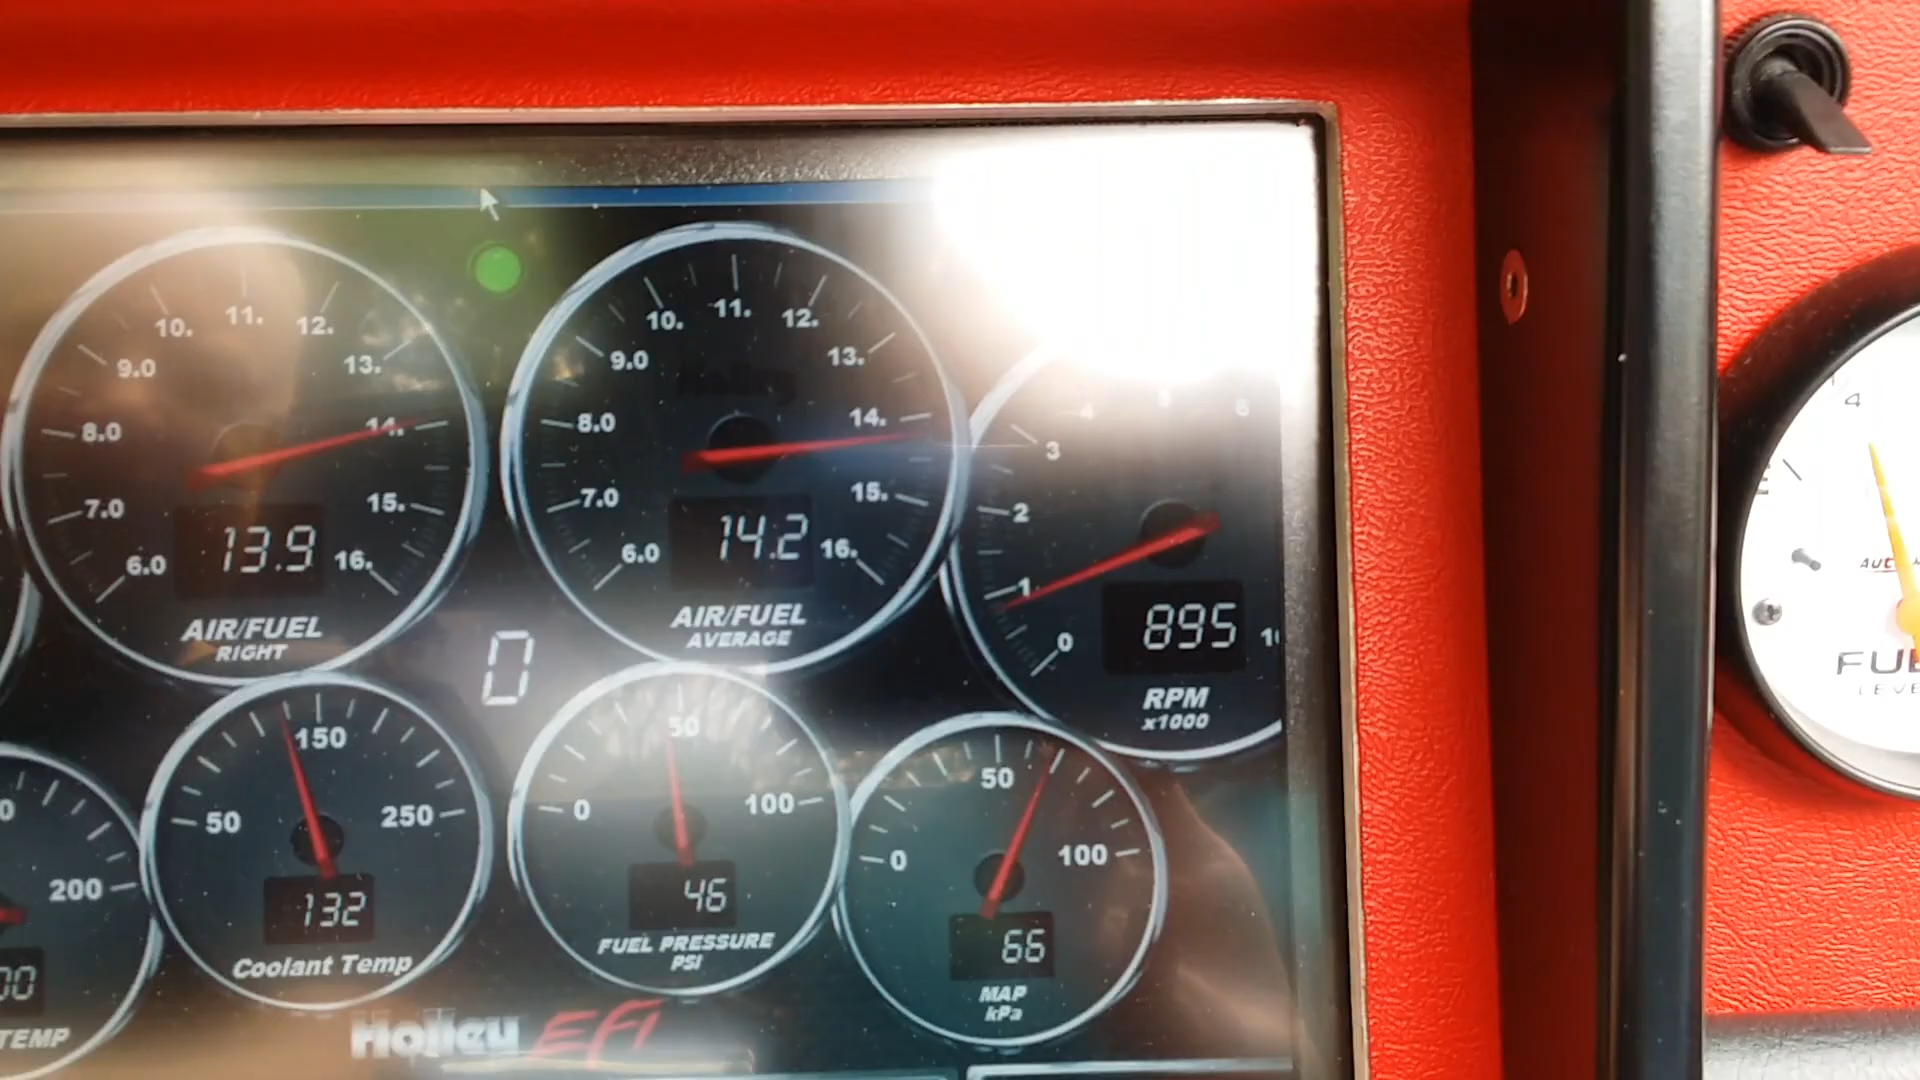 10. 11. 12.
9.0 13.
8.0 14.
7.0 15.
6.0 13.9 16.
AIR/FUEL
RIGHT
10. 11. 12.
9.0 13.
8.0 14.
7.0 15.
6.0 14.2 16.
AIR/FUEL
AVERAGE
4 5 6
3
2
1
0 895
RPM
x1000
0
150
50 250
132
Coolant Temp
50
0 100
46
FUEL PRESSURE
PSI
50
0 100
66
MAP
kPa
200
TEMP
Holley EFI